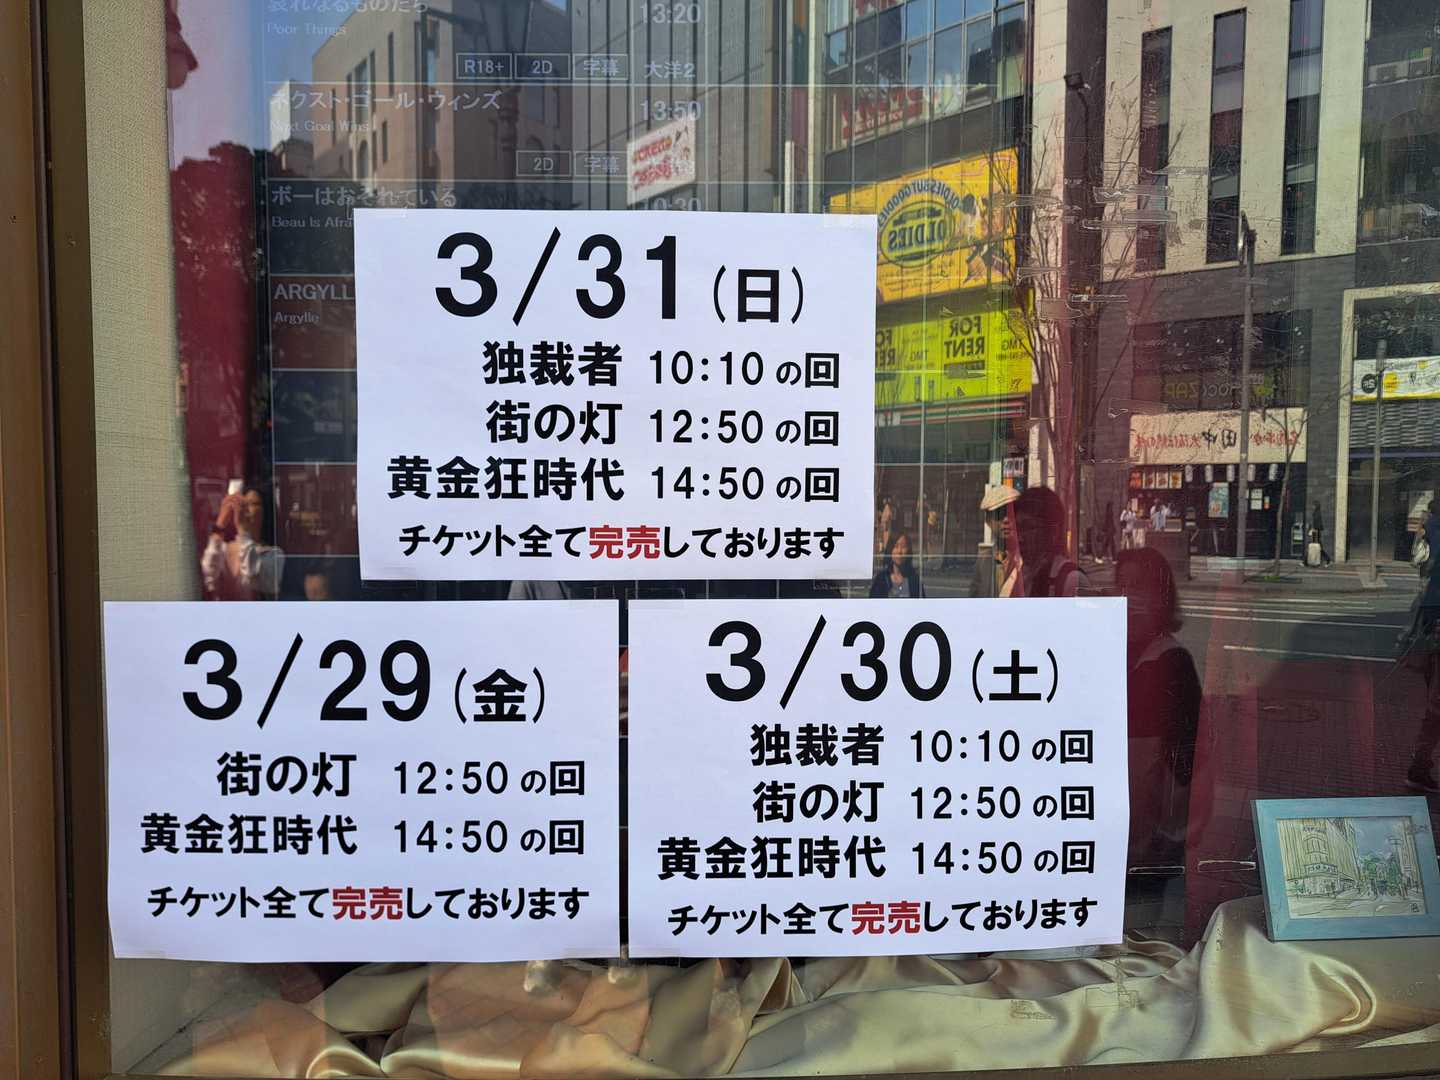 哀れなるものたち
13:20
Poor Things
R18+ 2D 字幕 大洋2
ネクスト・ゴール・ウィンズ
13:50
Next Goal Wins
2D 字幕
ボーはおそれている
10:30
Beau Is Afra
ARGYLL
Argylle
3/31(日)
独裁者 10:10の回
街の灯 12:50の回
黄金狂時代 14:50の回
チケット全て完売しております
3/29(金)
街の灯 12:50の回
黄金狂時代 14:50の回
チケット全て完売しております
3/30(土)
独裁者 10:10の回
街の灯 12:50の回
黄金狂時代 14:50の回
チケット全て完売しております
OLDIESBUTGOODIES
OLDIES
FOR
RENT
TMG